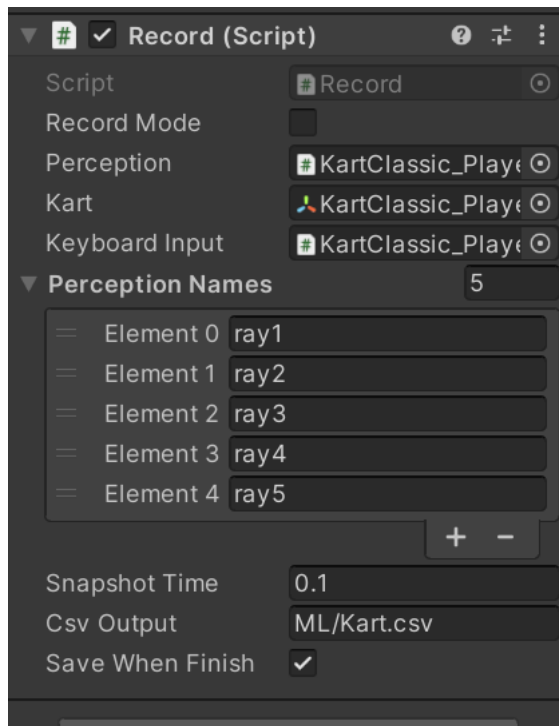 # Record (Script)
Script # Record
Record Mode
Perception # KartClassic_Playe
Kart KartClassic_Playe
Keyboard Input # KartClassic_Playe
Perception Names 5
Element 0 ray1
Element 1 ray2
Element 2 ray3
Element 3 ray4
Element 4 ray5
+ −
Snapshot Time 0.1
Csv Output ML/Kart.csv
Save When Finish